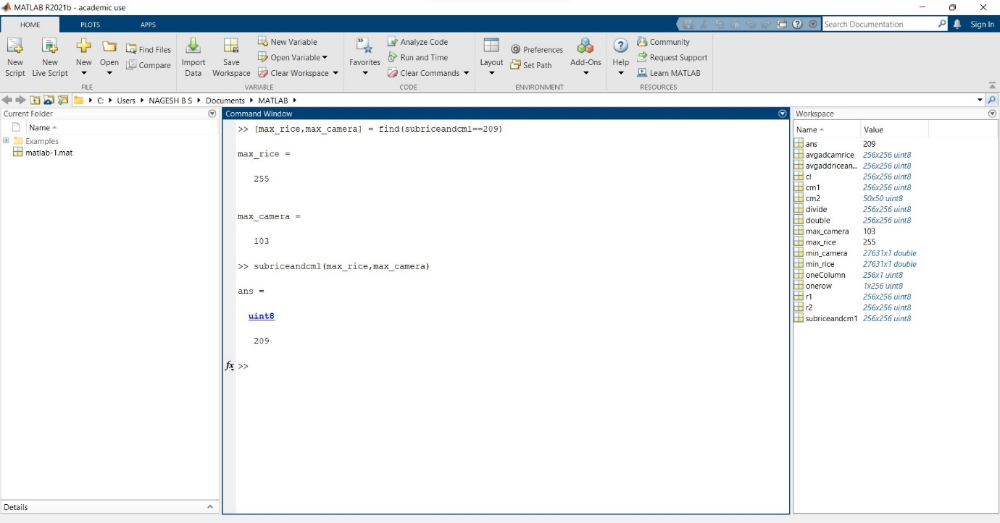 MATLAB R2021b - academic use
HOME PLOTS APPS
Search Documentation Sign In
New Script
New Live Script
New
Open
Find Files
Compare
FILE
Import Data
Save Workspace
New Variable
Open Variable
Clear Workspace
VARIABLE
Favorites
Analyze Code
Run and Time
Clear Commands
CODE
Layout
Preferences
Set Path
Add-Ons
ENVIRONMENT
Help
Community
Request Support
Learn MATLAB
RESOURCES
C: Users NAGESH B S Documents MATLAB
Current Folder
Name
Examples
matlab-1.mat
Details
Command Window
>> [max_rice,max_camera] = find(subriceandcm1==209)
max_rice =
255
max_camera =
103
>> subriceandcm1(max_rice,max_camera)
ans =
uint8
209
fx >>
Workspace
Name Value
ans 209
avgadcamrice 256x256 uint8
avgaddricean... 256x256 uint8
cl 256x256 uint8
cm1 256x256 uint8
cm2 50x50 uint8
divide 256x256 uint8
double 256x256 uint8
max_camera 103
max_rice 255
min_camera 27631x1 double
min_rice 27631x1 double
oneColumn 256x1 uint8
onerow 1x256 uint8
r1 256x256 uint8
r2 256x256 uint8
subriceandcm1 256x256 uint8